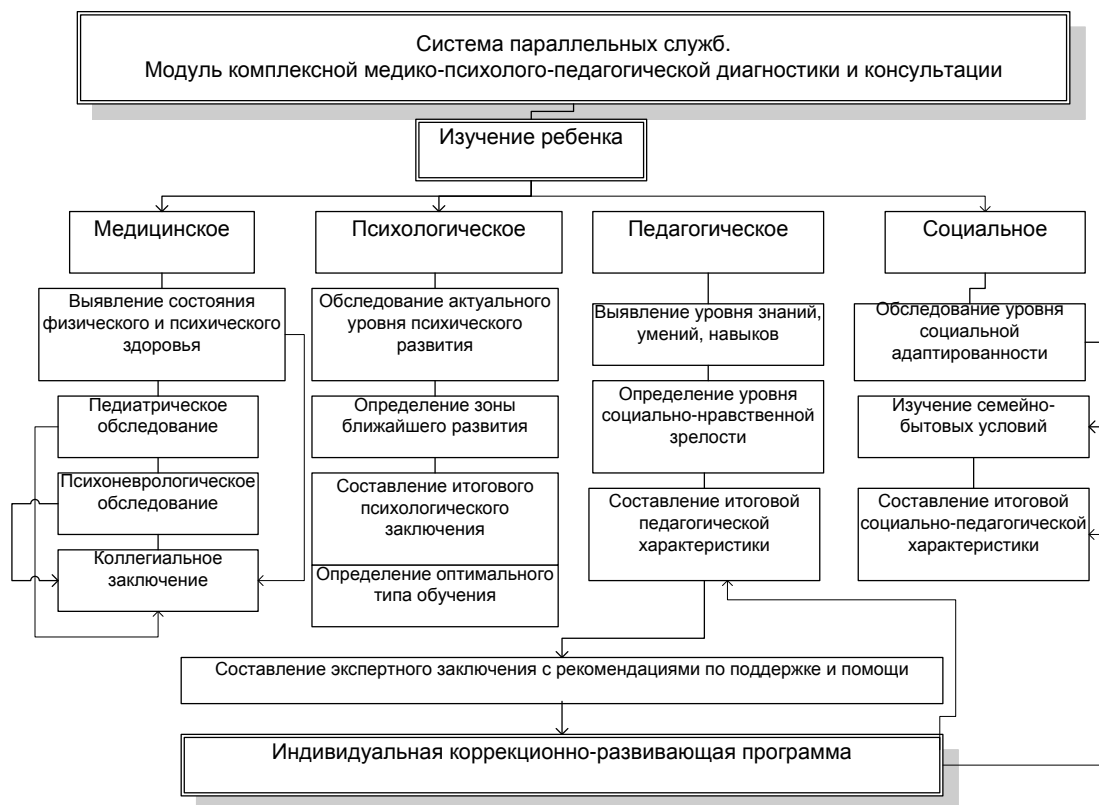 Система параллельных служб.
Модуль комплексной медико-психолого-педагогической диагностики и консультации
Изучение ребенка
Медицинское
Психологическое
Педагогическое
Социальное
Выявление состояния
физического и психического
здоровья
Педиатрическое
обследование
Психоневрологическое
обследование
Коллегиальное
заключение
Обследование актуального
уровня психического
развития
Определение зоны
ближайшего развития
Составление итогового
психологического
заключения
Определение оптимального
типа обучения
Выявление уровня знаний,
умений, навыков
Определение уровня
социально-нравственной
зрелости
Составление итоговой
педагогической
характеристики
Обследование уровня
социальной
адаптированности
Изучение семейно-
бытовых условий
Составление итоговой
социально-педагогической
характеристики
Составление экспертного заключения с рекомендациями по поддержке и помощи
Индивидуальная коррекционно-развивающая программа